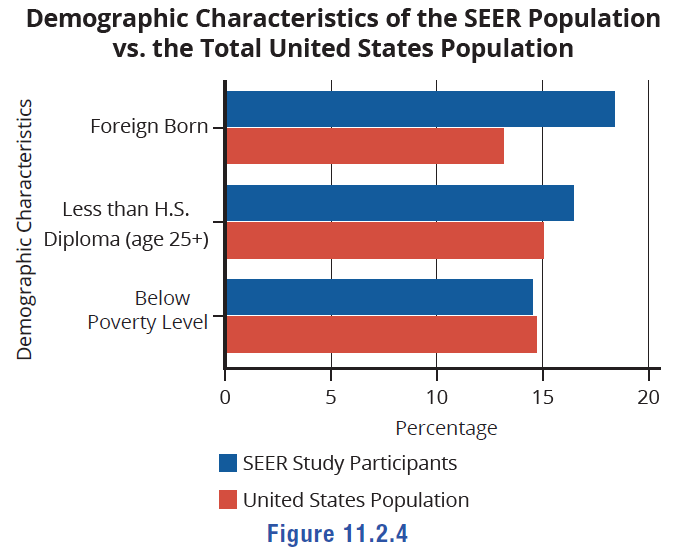 Demographic Characteristics of the SEER Population
vs. the Total United States Population
Demographic Characteristics
Foreign Born
Less than H.S.
Diploma (age 25+)
Below
Poverty Level
0 5 10 15 20
Percentage
SEER Study Participants
United States Population
Figure 11.2.4